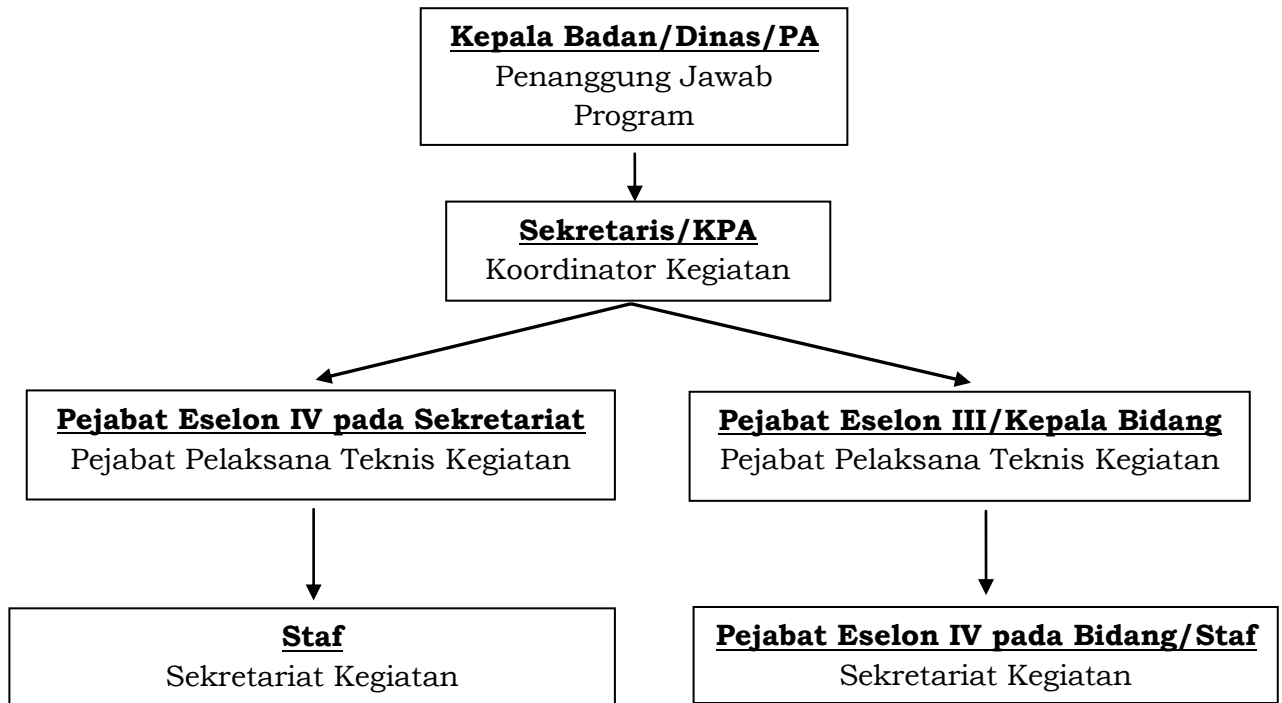 Kepala Badan/Dinas/PA
Penanggung Jawab
Program
Sekretaris/KPA
Koordinator Kegiatan
Pejabat Eselon IV pada Sekretariat
Pejabat Pelaksana Teknis Kegiatan
Pejabat Eselon III/Kepala Bidang
Pejabat Pelaksana Teknis Kegiatan
Staf
Sekretariat Kegiatan
Pejabat Eselon IV pada Bidang/Staf
Sekretariat Kegiatan